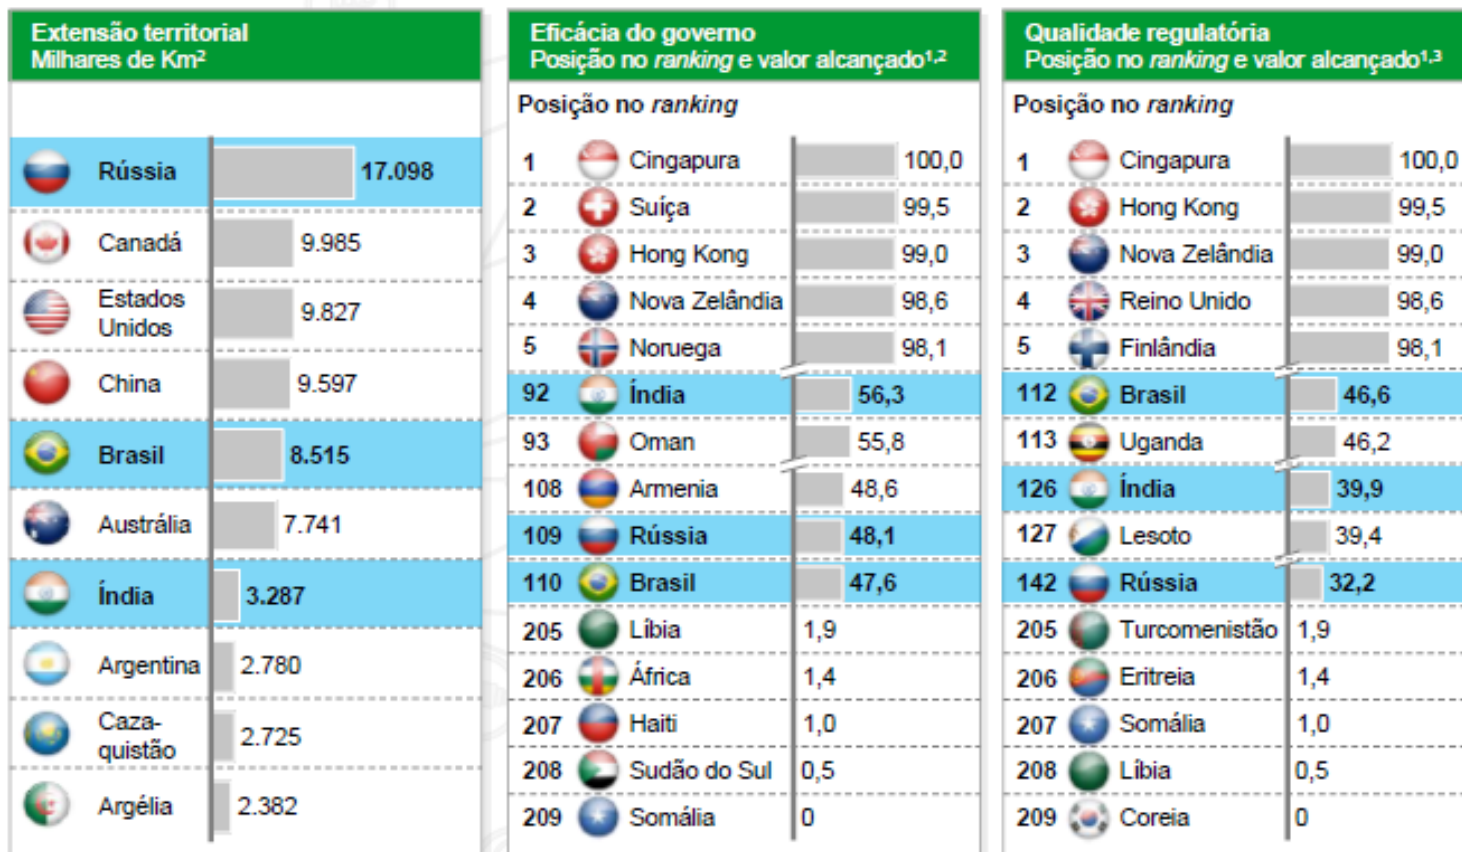 Extensão territorial
Milhares de Km²
Rússia 17.098
Canadá 9.985
Estados
Unidos 9.827
China 9.597
Brasil 8.515
Austrália 7.741
Índia 3.287
Argentina 2.780
Caza-
quistão 2.725
Argélia 2.382
Eficácia do governo
Posição no ranking e valor alcançado¹,²
Posição no ranking
1 Cingapura 100,0
2 Suíça 99,5
3 Hong Kong 99,0
4 Nova Zelândia 98,6
5 Noruega 98,1
92 Índia 56,3
93 Oman 55,8
108 Armenia 48,6
109 Rússia 48,1
110 Brasil 47,6
205 Líbia 1,9
206 África 1,4
207 Haiti 1,0
208 Sudão do Sul 0,5
209 Somália 0
Qualidade regulatória
Posição no ranking e valor alcançado¹,³
Posição no ranking
1 Cingapura 100,0
2 Hong Kong 99,5
3 Nova Zelândia 99,0
4 Reino Unido 98,6
5 Finlândia 98,1
112 Brasil 46,6
113 Uganda 46,2
126 Índia 39,9
127 Lesoto 39,4
142 Rússia 32,2
205 Turcomenistão 1,9
206 Eritreia 1,4
207 Somália 1,0
208 Líbia 0,5
209 Coreia 0